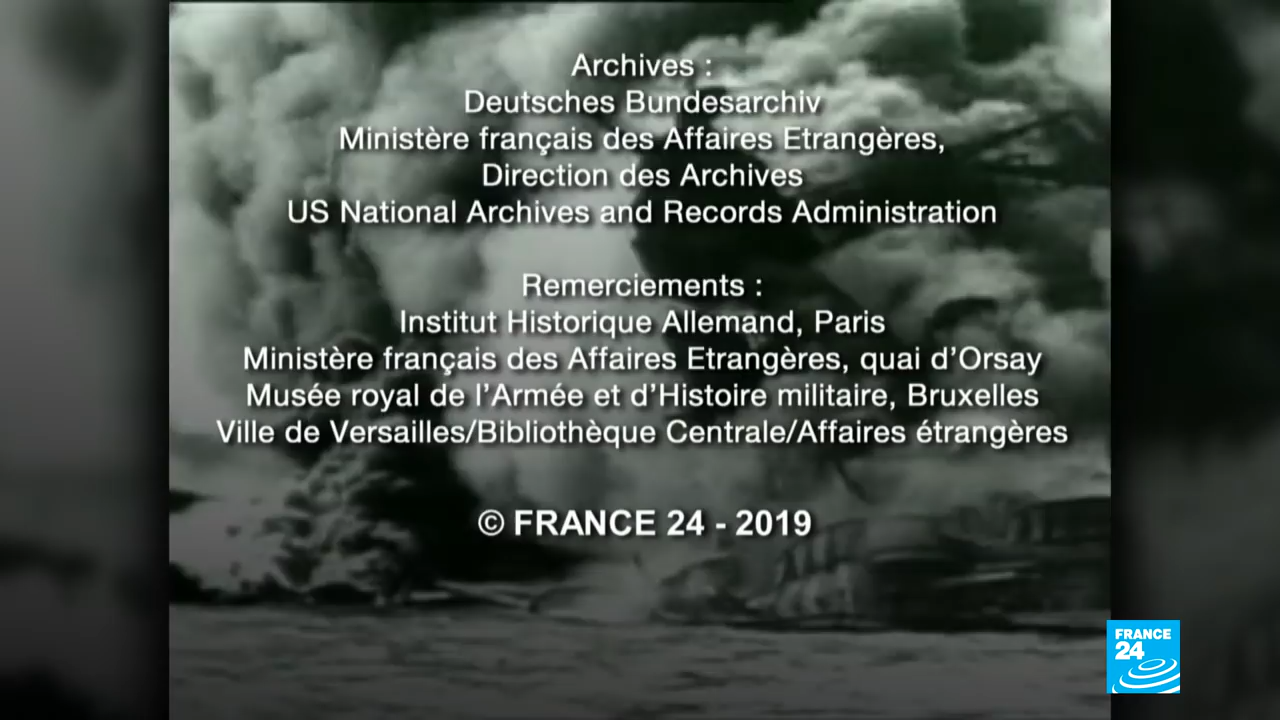 Archives :
Deutsches Bundesarchiv
Ministère français des Affaires Etrangères,
Direction des Archives
US National Archives and Records Administration
Remerciements :
Institut Historique Allemand, Paris
Ministère français des Affaires Etrangères, quai d'Orsay
Musée royal de l'Armée et d'Histoire militaire, Bruxelles
Ville de Versailles/Bibliothèque Centrale/Affaires étrangères
© FRANCE 24 - 2019
FRANCE
24